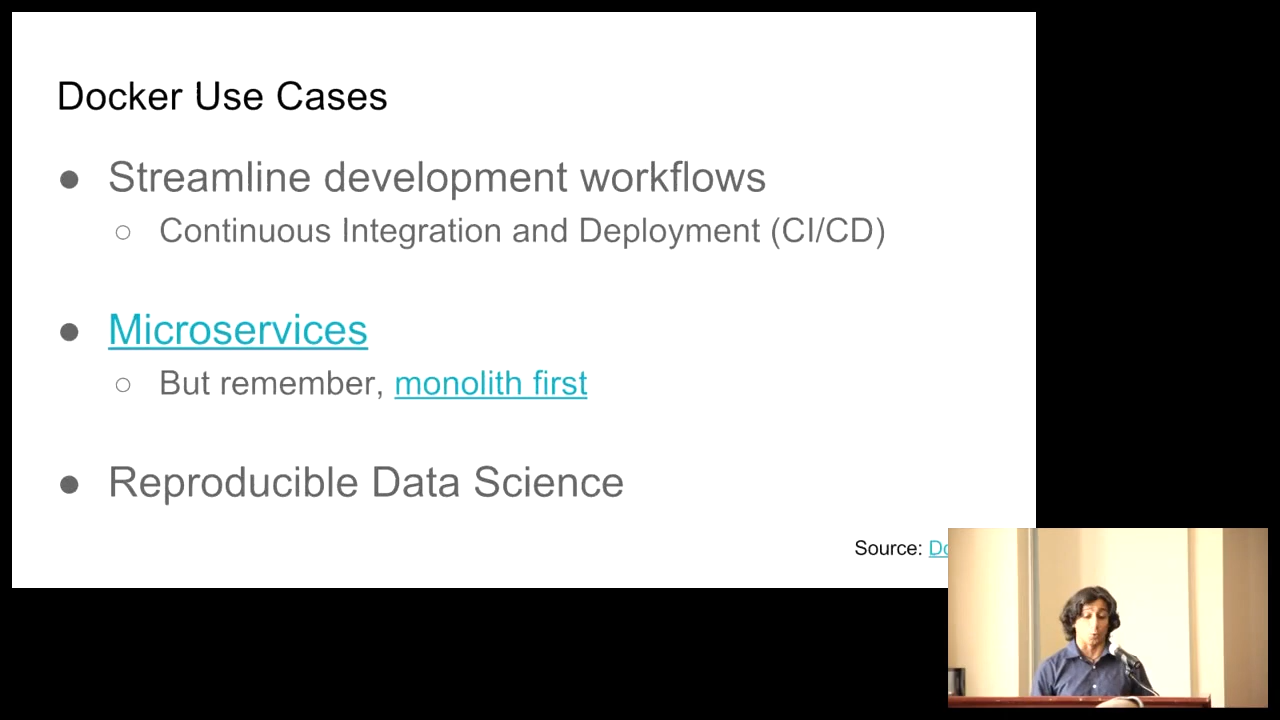 Docker Use Cases
● Streamline development workflows
○ Continuous Integration and Deployment (CI/CD)
● Microservices
○ But remember, monolith first
● Reproducible Data Science
Source: